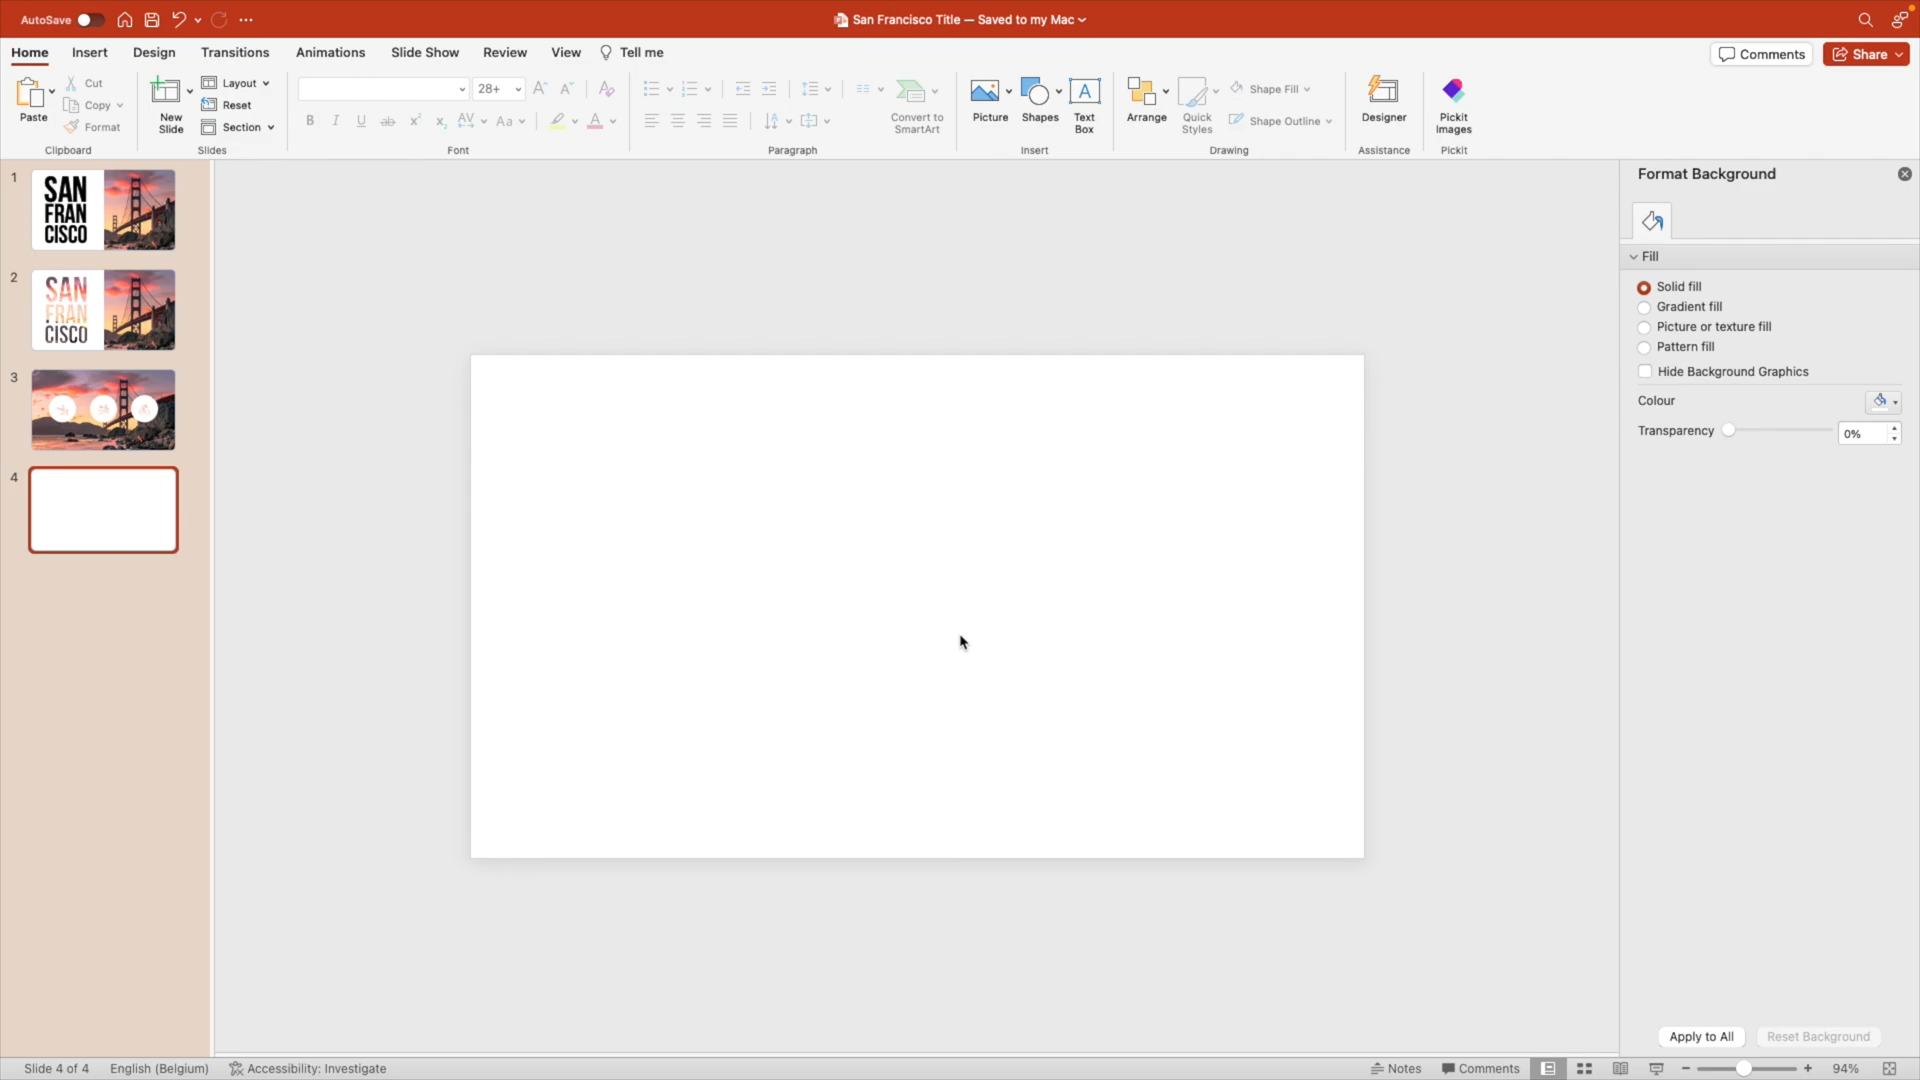 AutoSave
San Francisco Title — Saved to my Mac
Home Insert Design Transitions Animations Slide Show Review View Tell me
Comments Share
Paste
Cut
Copy
Format
Clipboard
New Slide
Layout
Reset
Section
Slides
28+
Font
Paragraph
Convert to SmartArt
Picture Shapes Text Box
Insert
Arrange Quick Styles
Shape Fill
Shape Outline
Drawing
Designer
Assistance
Pickit Images
Pickit
1
SAN
FRAN
CISCO
2
SAN
FRAN
CISCO
3
4
Format Background
Fill
Solid fill
Gradient fill
Picture or texture fill
Pattern fill
Hide Background Graphics
Colour
Transparency 0%
Apply to All Reset Background
Slide 4 of 4 English (Belgium) Accessibility: Investigate Notes Comments 94%